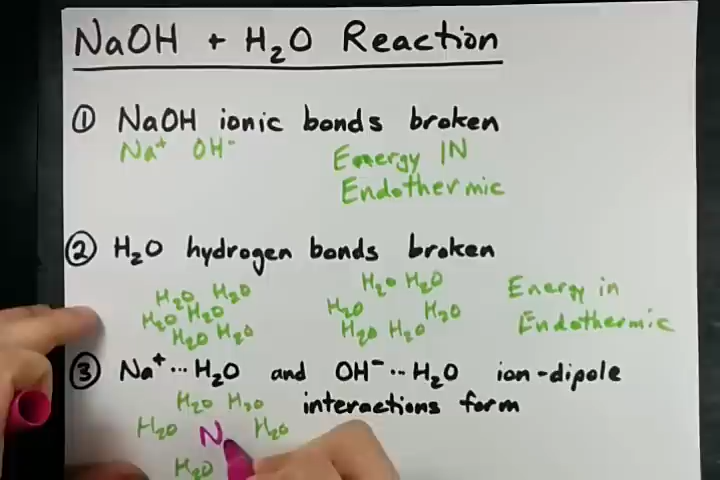 NaOH + H₂O Reaction
① NaOH ionic bonds broken
Na⁺ OH⁻ Energy IN
Endothermic
② H₂O hydrogen bonds broken
H₂O H₂O H₂O H₂O Energy in
H₂O H₂O H₂O H₂O Endothermic
H₂O H₂O H₂O H₂O
③ Na⁺···H₂O and OH⁻··H₂O ion-dipole
H₂O H₂O interactions form
H₂O N H₂O
H₂O